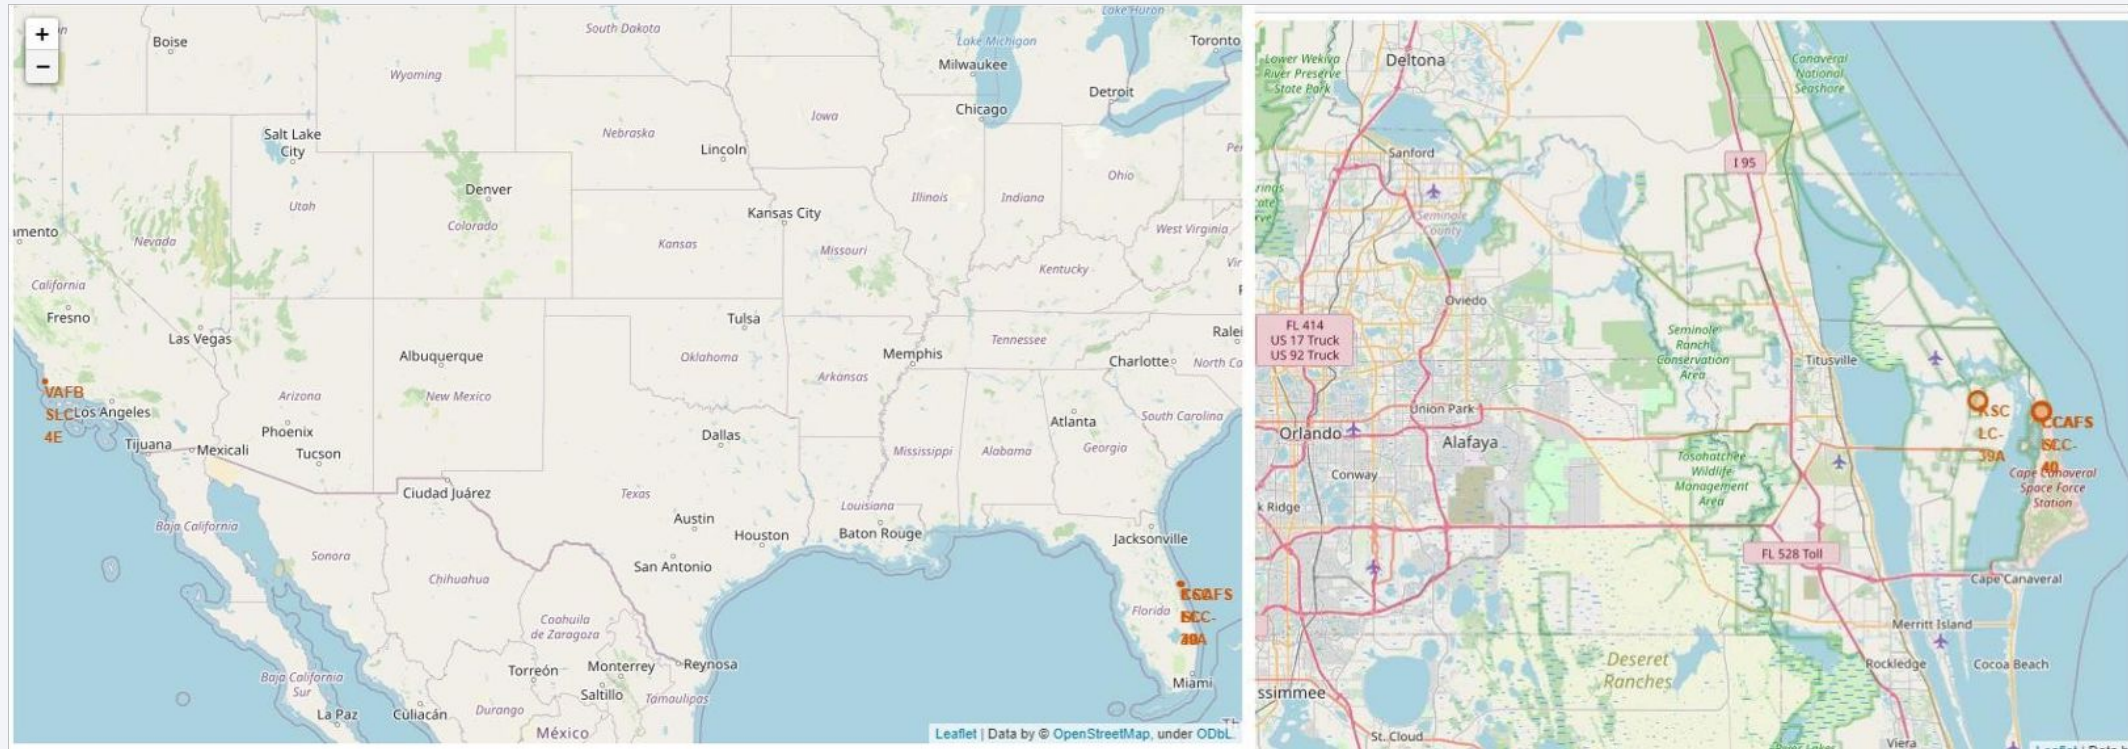 +
−
Boise
South Dakota
Lake Huron
Lake Michigan
Toronto
Wyoming
Milwaukee
Detroit
Chicago
Iowa
Salt Lake
City
Nebraska
Lincoln
Ohio
Denver
Illinois
Indiana
Utah
Kansas City
Colorado
Nevada
Kansas
Missouri
West Virginia
Kentucky
California
Fresno
Las Vegas
Tulsa
Tennessee
Albuquerque
Oklahoma
Memphis
Charlotte
Arkansas
VAFB
SLC
4E
Los Angeles
Arizona
New Mexico
South Carolina
Phoenix
Atlanta
Tijuana
Mexicali
Tucson
Dallas
Mississippi
Alabama
Georgia
Ciudad Juárez
Texas
Louisiana
Baja California
Austin
Houston
Baton Rouge
Jacksonville
Sonora
San Antonio
Chihuahua
Florida
Coahuila
de Zaragoza
Torreón
Monterrey
Reynosa
Baja California
Sur
Saltillo
Tamaulipas
Miami
La Paz
Culiacán
Durango
México
Leaflet | Data by © OpenStreetMap, under ODbL.
Lower Wekiva
River Preserve
State Park
Deltona
Canaveral
National
Seashore
Sanford
I 95
Seminole
County
Oviedo
FL 414
US 17 Truck
US 92 Truck
Seminole
Ranch
Conservation
Area
Titusville
KSC
LC-
39A
CCAFS
SLC-
40
Union Park
Orlando
Alafaya
Tosohatchee
Wildlife
Management
Area
Conway
Cape Canaveral
Space Force
Station
k Ridge
FL 528 Toll
Cape Canaveral
Merritt Island
Deseret
Ranches
Rockledge
Cocoa Beach
ssimmee
St. Cloud
Viera